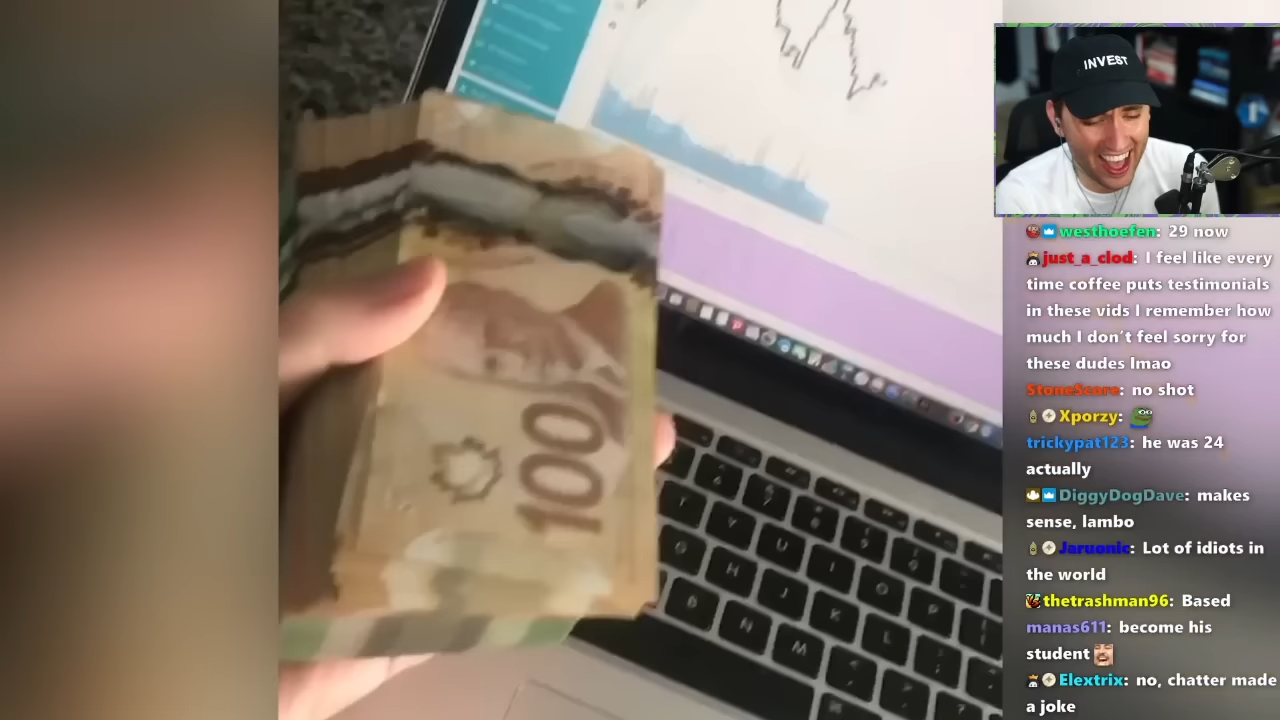 INVEST
westhoefen: 29 now
just_a_clod: I feel like every
time coffee puts testimonials
in these vids I remember how
much I don't feel sorry for
these dudes lmao
StoneScore: no shot
Xporzy:
trickypat123: he was 24
actually
DiggyDogDave: makes
sense, lambo
Jaruonic: Lot of idiots in
the world
thetrashman96: Based
manas611: become his
student
Elextrix: no, chatter made
a joke
100
Y
U
I
O
P
G
H
J
K
L
B
N
M